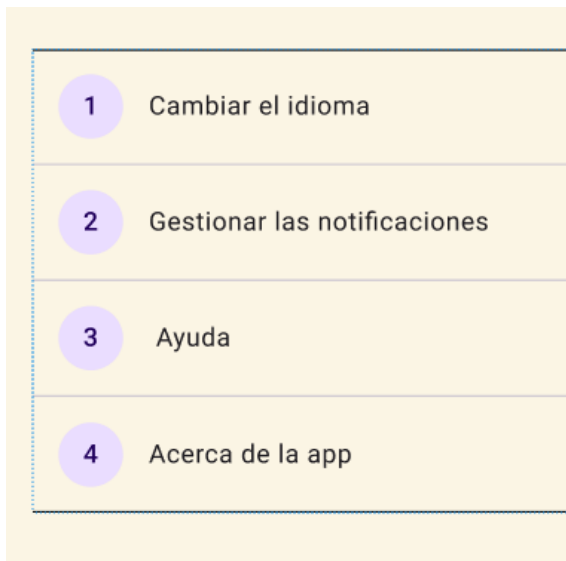 1 Cambiar el idioma
2 Gestionar las notificaciones
3 Ayuda
4 Acerca de la app